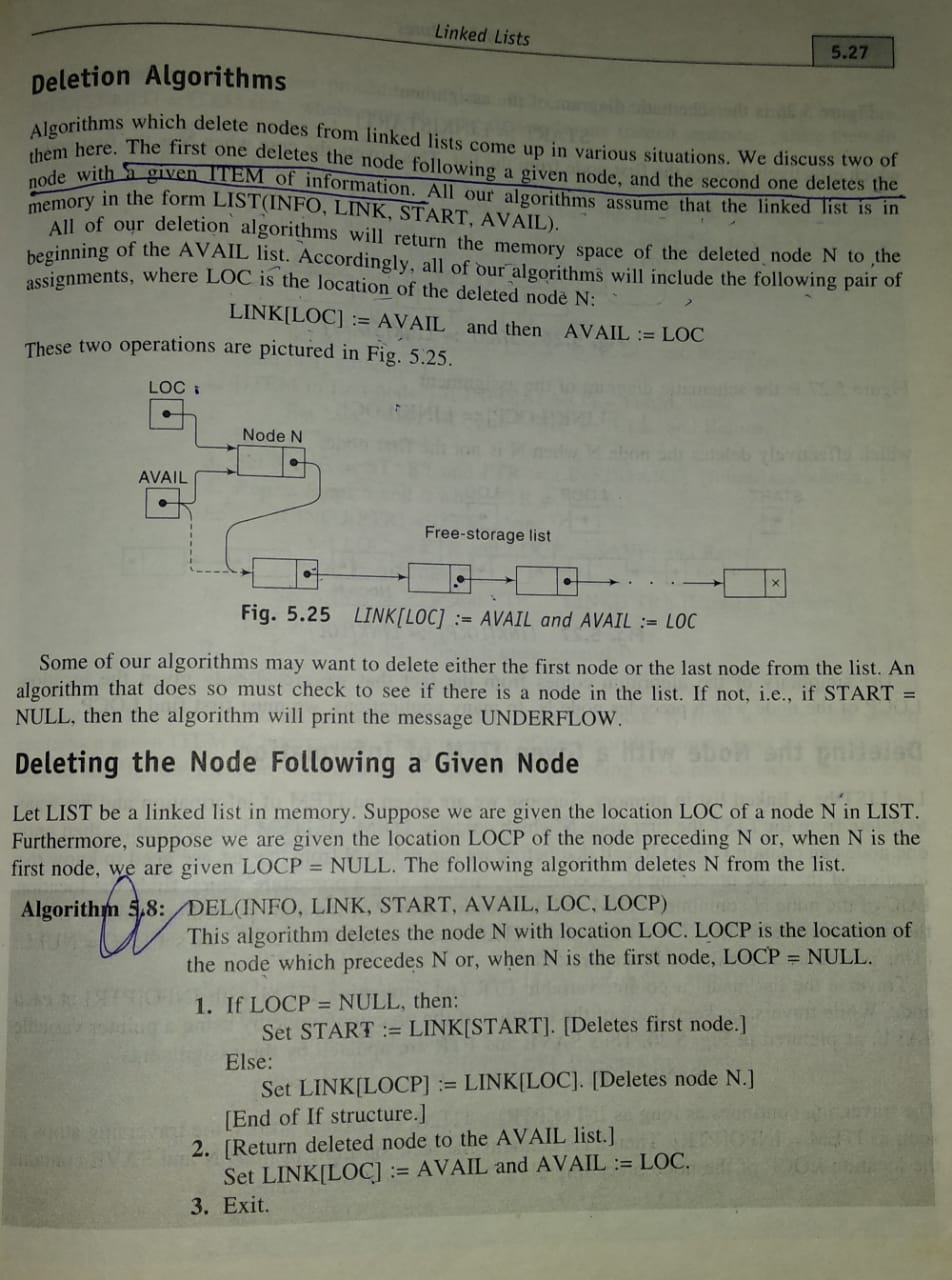 Linked Lists
5.27
Deletion Algorithms
Algorithms which delete nodes from linked lists come up in various situations. We discuss two of
them here. The first one deletes the node following a given node, and the second one deletes the
node with a given ITEM of information. All our algorithms assume that the linked list is in
memory in the form LIST(INFO, LINK, START, AVAIL).
All of our deletion algorithms will return the memory space of the deleted node N to the
beginning of the AVAIL list. Accordingly, all of our algorithms will include the following pair of
assignments, where LOC is the location of the deleted node N:
LINK[LOC] := AVAIL and then AVAIL := LOC
These two operations are pictured in Fig. 5.25.
LOC
Node N
AVAIL
Free-storage list
Fig. 5.25 LINK[LOC] := AVAIL and AVAIL := LOC
Some of our algorithms may want to delete either the first node or the last node from the list. An
algorithm that does so must check to see if there is a node in the list. If not, i.e., if START =
NULL, then the algorithm will print the message UNDERFLOW.
Deleting the Node Following a Given Node
Let LIST be a linked list in memory. Suppose we are given the location LOC of a node N in LIST.
Furthermore, suppose we are given the location LOCP of the node preceding N or, when N is the
first node, we are given LOCP = NULL. The following algorithm deletes N from the list.
Algorithm 5.8: DEL(INFO, LINK, START, AVAIL, LOC, LOCP)
This algorithm deletes the node N with location LOC. LOCP is the location of
the node which precedes N or, when N is the first node, LOCP = NULL.
1. If LOCP = NULL, then:
Set START := LINK[START]. [Deletes first node.]
Else:
Set LINK[LOCP] := LINK[LOC]. [Deletes node N.]
[End of If structure.]
2. [Return deleted node to the AVAIL list.]
Set LINK[LOC] := AVAIL and AVAIL := LOC.
3. Exit.